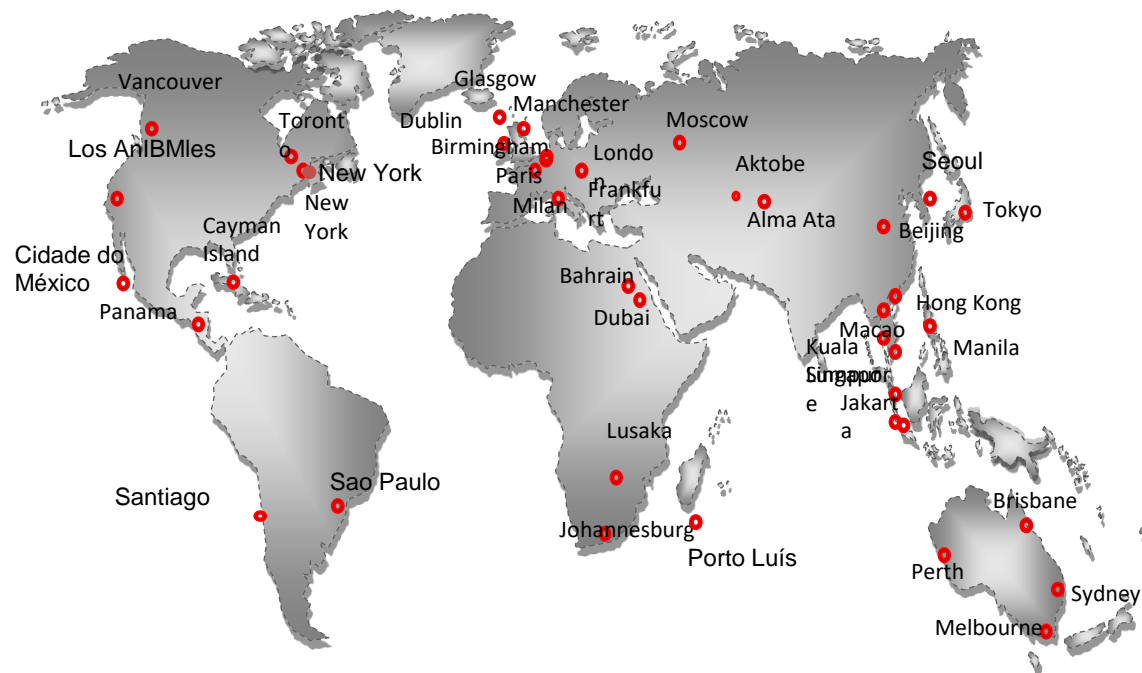 Vancouver
Glasgow
Manchester
Dublin
Toront
o
Birmingham
Moscow
Los AnIBMles
Londo
n
Paris
Aktobe
Seoul
New York
Frankfu
rt
Milan
New
York
Alma Ata
Tokyo
Cayman
Island
Beijing
Cidade do
México
Bahrain
Panama
Dubai
Hong Kong
Macao
Manila
Kuala
Lumpur
Singapor
e
Jakart
a
Lusaka
Santiago
Sao Paulo
Brisbane
Johannesburg
Porto Luís
Perth
Sydney
Melbourne